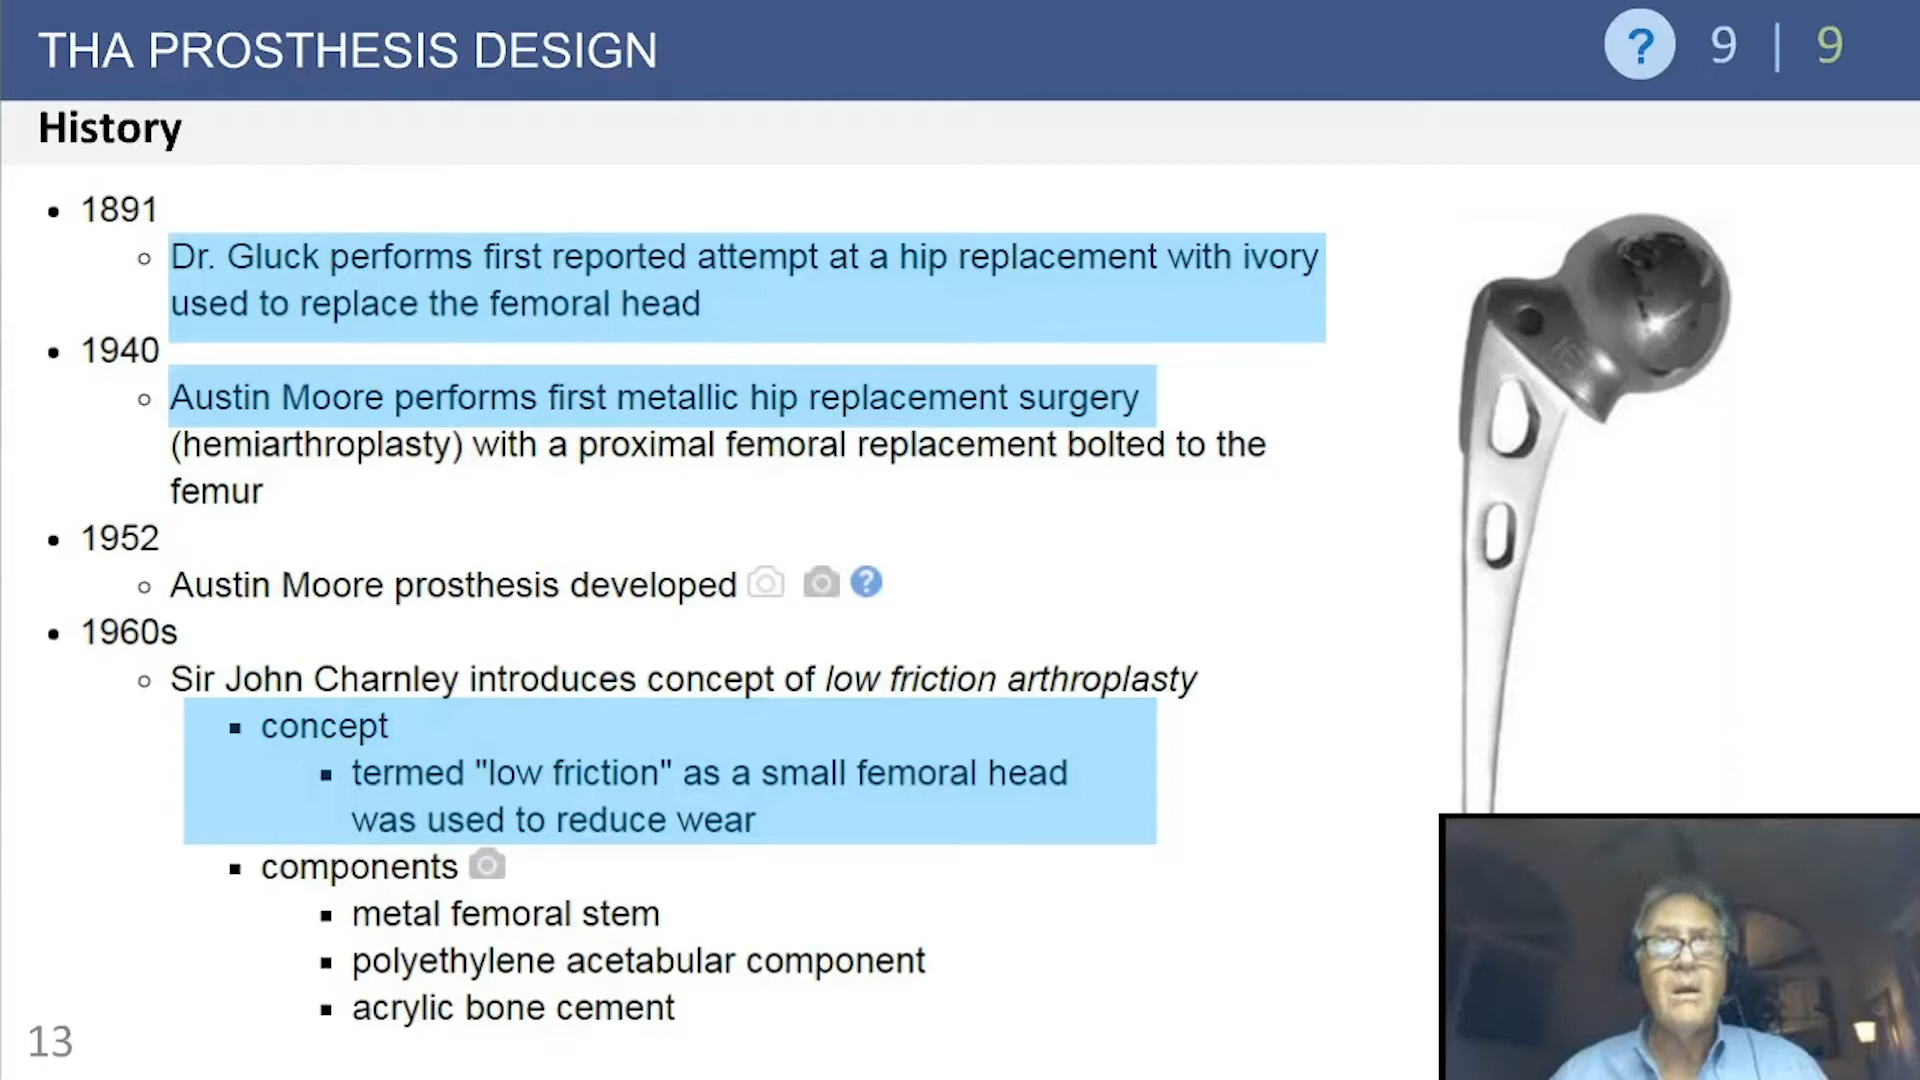 THA PROSTHESIS DESIGN
? 9 | 9
History
• 1891
○ Dr. Gluck performs first reported attempt at a hip replacement with ivory
used to replace the femoral head
• 1940
○ Austin Moore performs first metallic hip replacement surgery
(hemiarthroplasty) with a proximal femoral replacement bolted to the
femur
• 1952
○ Austin Moore prosthesis developed ?
• 1960s
○ Sir John Charnley introduces concept of low friction arthroplasty
▪ concept
▪ termed "low friction" as a small femoral head
was used to reduce wear
▪ components
▪ metal femoral stem
▪ polyethylene acetabular component
▪ acrylic bone cement
13